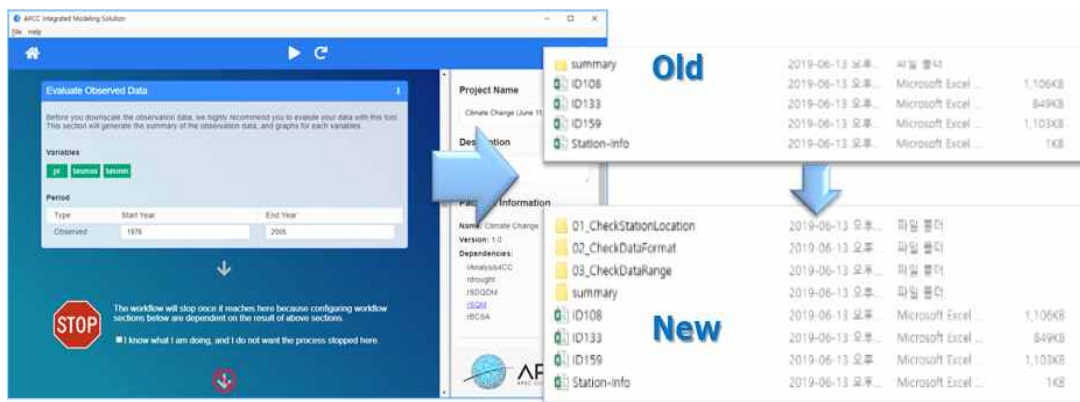 APCC Integrated Modeling Solution
File Help
Evaluate Observed Data
Before you downscale the observation data, we highly recommend you to evaluate your data with this tool.
This section will generate the summary of the observation data, and graphs for each variables.
Variables
pr tasmax tasmin
Period
Type Start Year End Year
Observed 1976 2005
STOP
The workflow will stop once it reaches here because configuring workflow
sections below are dependent on the result of above sections.
I know what I am doing, and I do not want the process stopped here.
Project Name
Climate Change (June 11
Description
Information
Name: Climate Change
Version: 1.0
Dependencies:
rAnalysis4CC
rdrought
rSDQDM
rSQM
rBCSA
Old
summary 2019-06-13 오후... 파일 폴더
ID108 2019-06-13 오후... Microsoft Excel ... 1,106KB
ID133 2019-06-13 오후... Microsoft Excel ... 849KB
ID159 2019-06-13 오후... Microsoft Excel ... 1,103KB
Station-Info 2019-06-13 오후... Microsoft Excel ... 1KB
01_CheckStationLocation 2019-06-13 오후... 파일 폴더
02_CheckDataFormat 2019-06-13 오후 파일 폴더
03_CheckDataRange 2019-06-13 오후... 파일 폴더
summary 2019-06-13 오후... 파일 폴더
New
ID108 2019-06-13 오후... Microsoft Excel ... 1,106KB
ID133 2019-06-13 오후... Microsoft Excel ... 849KB
ID159 2019-06-13 오후 Microsoft Excel ... 1,103KB
Station-Info 2019-06-13 오후... Microsoft Excel ... 1KB